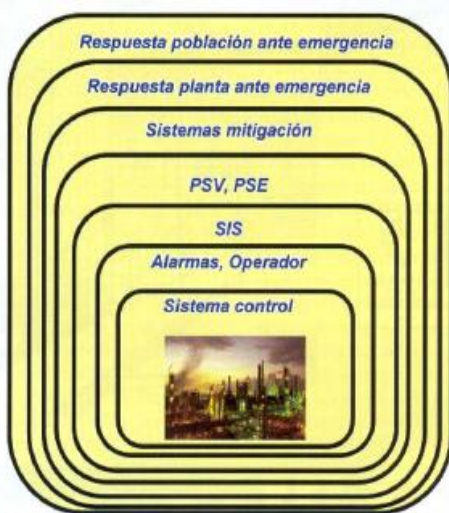 Respuesta población ante emergencia
Respuesta planta ante emergencia
Sistemas mitigación
PSV, PSE
SIS
Alarmas, Operador
Sistema control